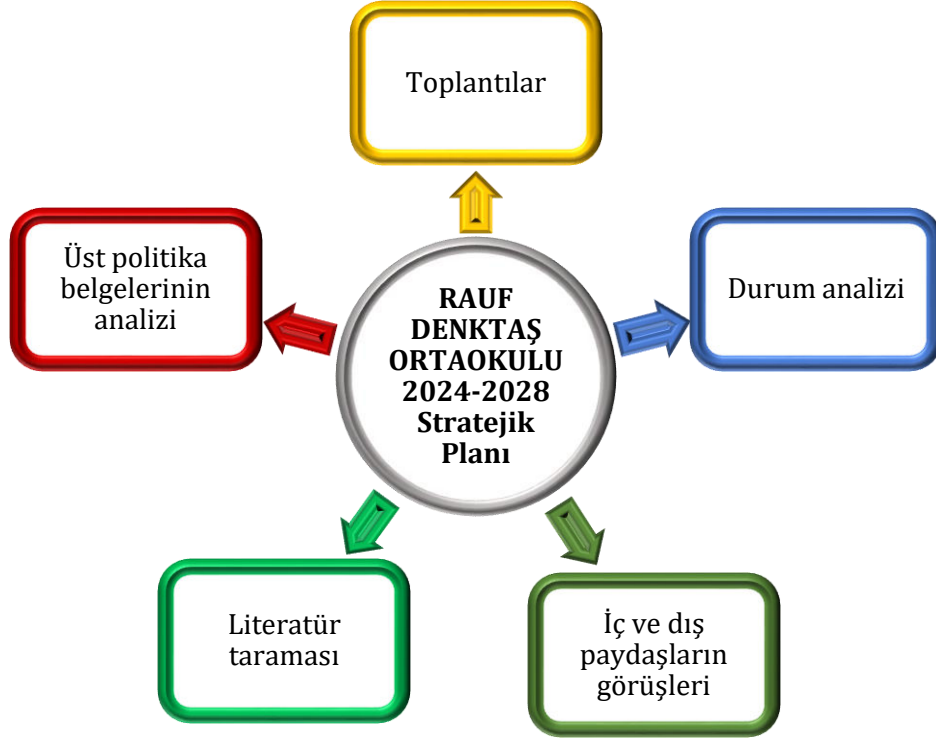 Toplantılar
Üst politika
belgelerinin
analizi
Durum analizi
RAUF
DENKTAŞ
ORTAOKULU
2024-2028
Stratejik
Planı
Literatür
taraması
İç ve dış
paydaşların
görüşleri